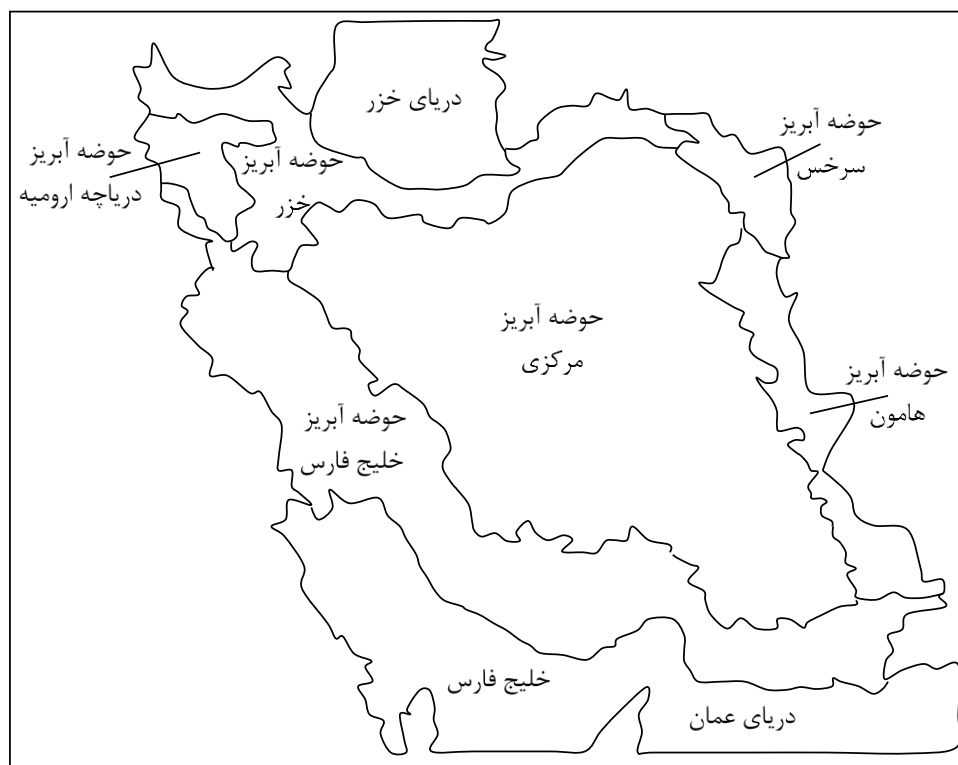 دریای خزر
حوضه آبریز
سرخس
حوضه آبریز
دریاچه ارومیه
حوضه آبریز
خزر
حوضه آبریز
مرکزی
حوضه آبریز
هامون
حوضه آبریز
خلیج فارس
خلیج فارس
دریای عمان